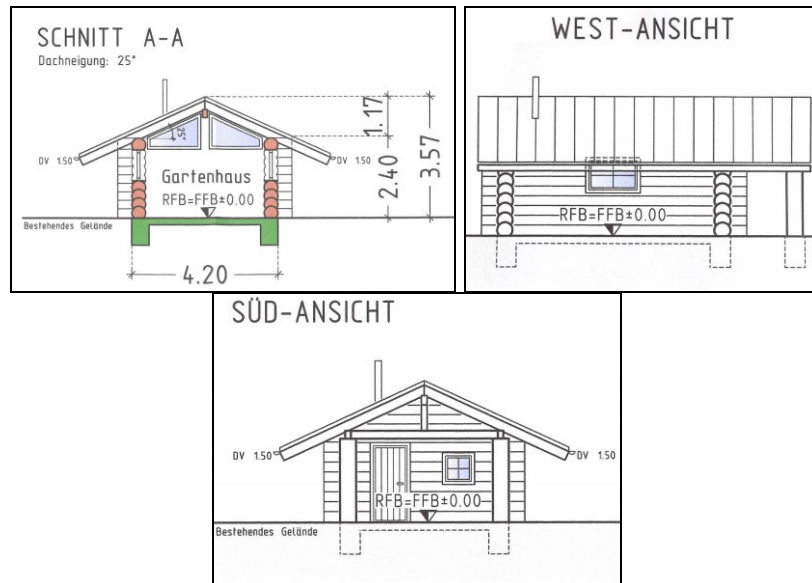 SCHNITT A-A
Dachneigung: 25°
25°
1.17
2.40
3.57
DV 1.50
DV 1.50
Gartenhaus
RFB=FFB±0.00
Bestehendes Gelände
4.20
WEST-ANSICHT
RFB=FFB±0.00
SÜD-ANSICHT
DV 1.50
DV 1.50
RFB=FFB±0.00
Bestehendes Gelände